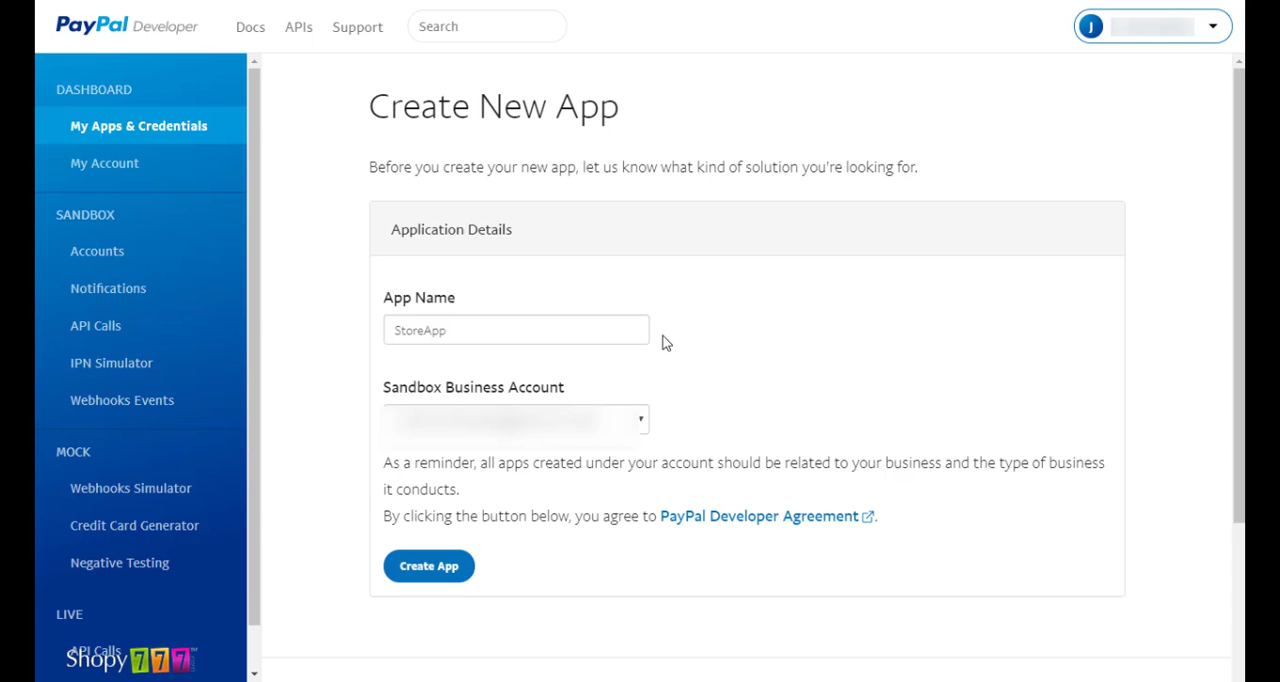 PayPal Developer
Docs
APIs
Support
Search
J
DASHBOARD
My Apps & Credentials
My Account
SANDBOX
Accounts
Notifications
API Calls
IPN Simulator
Webhooks Events
MOCK
Webhooks Simulator
Credit Card Generator
Negative Testing
LIVE
API Calls
Shopy777
Create New App
Before you create your new app, let us know what kind of solution you're looking for.
Application Details
App Name
StoreApp
Sandbox Business Account
As a reminder, all apps created under your account should be related to your business and the type of business
it conducts.
By clicking the button below, you agree to PayPal Developer Agreement.
Create App